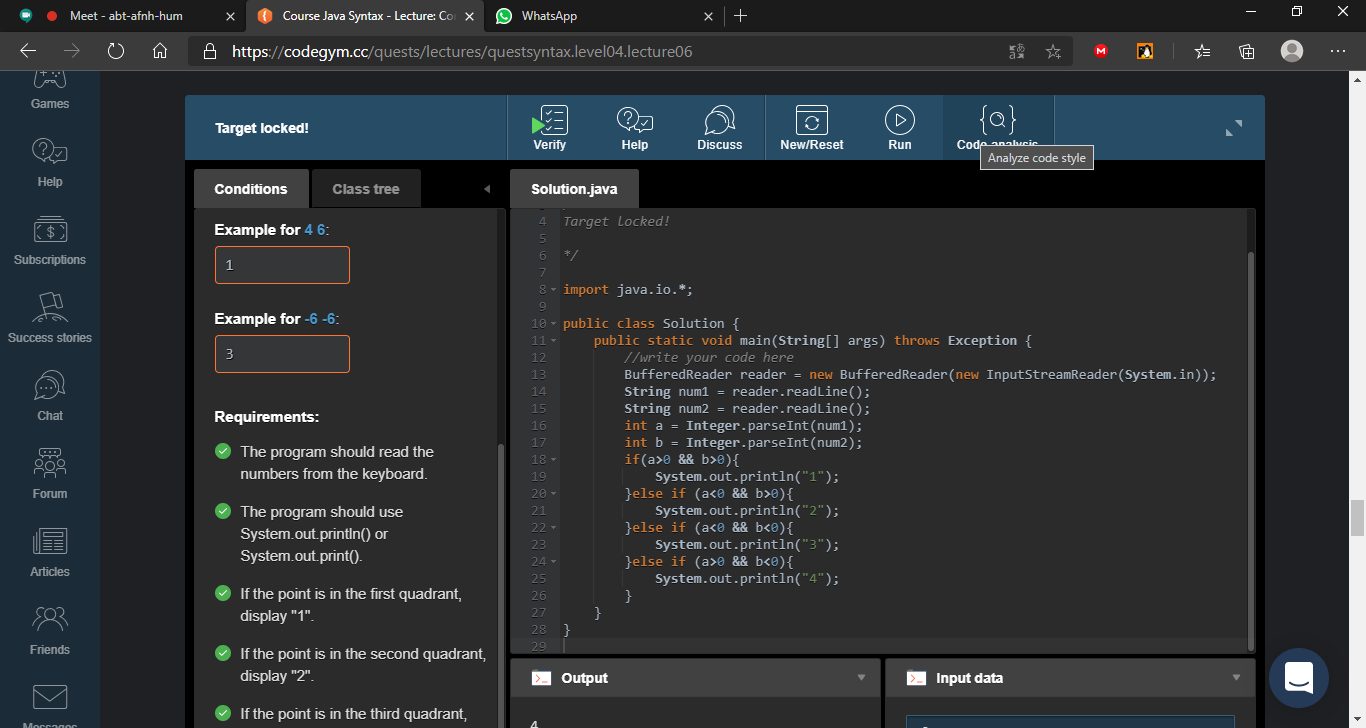 Meet - abt-afnh-hum
Course Java Syntax - Lecture: Co
WhatsApp
https://codegym.cc/quests/lectures/questsyntax.level04.lecture06
Games
Help
Subscriptions
Success stories
Chat
Forum
Articles
Friends
Messages
Target locked!
Verify
Help
Discuss
New/Reset
Run
Code analysis
Analyze code style
Conditions
Class tree
Example for 4 6:
1
Example for -6 -6:
3
Requirements:
The program should read the
numbers from the keyboard.
The program should use
System.out.println() or
System.out.print().
If the point is in the first quadrant,
display "1".
If the point is in the second quadrant,
display "2".
If the point is in the third quadrant,
Solution.java
4 Target Locked!
5
6 */
7
8 import java.io.*;
9
10 public class Solution {
11 public static void main(String[] args) throws Exception {
12 //write your code here
13 BufferedReader reader = new BufferedReader(new InputStreamReader(System.in));
14 String num1 = reader.readLine();
15 String num2 = reader.readLine();
16 int a = Integer.parseInt(num1);
17 int b = Integer.parseInt(num2);
18 if(a>0 && b>0){
19 System.out.println("1");
20 }else if (a<0 && b>0){
21 System.out.println("2");
22 }else if (a<0 && b<0){
23 System.out.println("3");
24 }else if (a>0 && b<0){
25 System.out.println("4");
26 }
27 }
28 }
29
Output
4
Input data